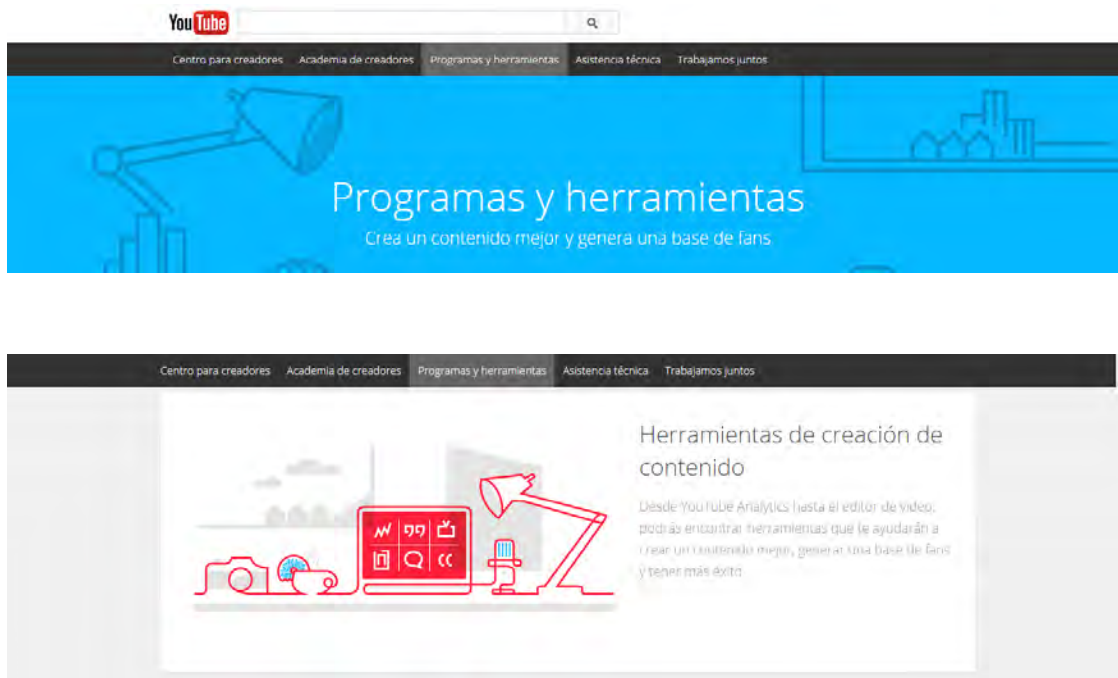 YouTube
Centro para creadores Academia de creadores Programas y herramientas Asistencia técnica Trabajamos juntos
Programas y herramientas
Crea un contenido mejor y genera una base de fans
Centro para creadores Academia de creadores Programas y herramientas Asistencia técnica Trabajamos juntos
Herramientas de creación de
contenido
Desde YouTube Analytics hasta el editor de vídeo,
podrás encontrar herramientas que te ayudarán a
crear un contenido mejor, generar una base de fans
y tener más éxito.